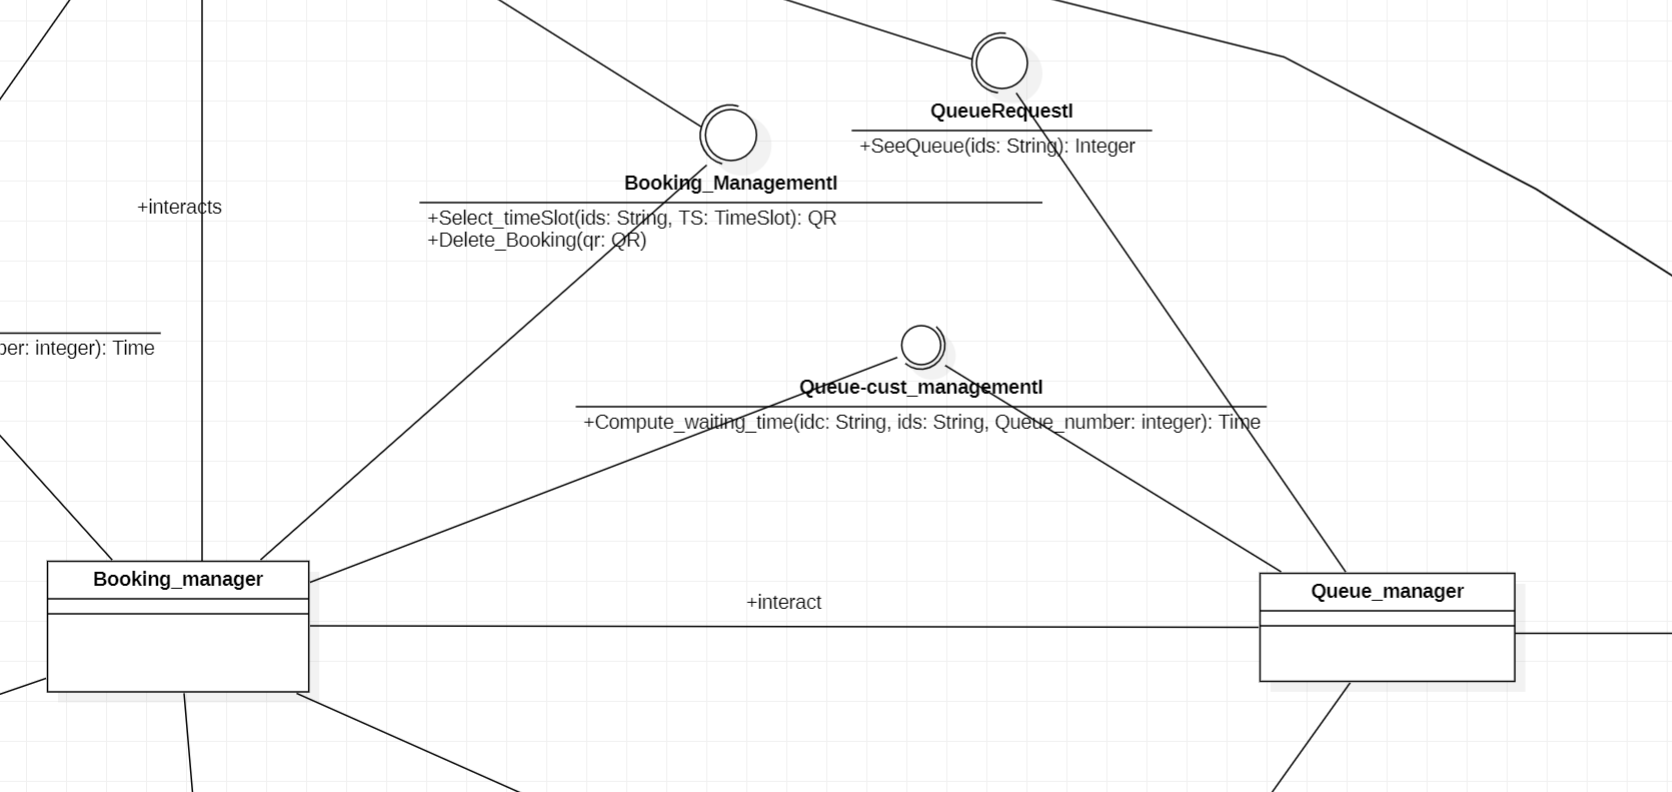 QueueRequestI
+SeeQueue(ids: String): Integer
Booking_ManagementI
+interacts
+Select_timeSlot(ids: String, TS: TimeSlot): QR
+Delete_Booking(qr: QR)
integer): Time
Queue-cust_managementI
+Compute_waiting_time(idc: String, ids: String, Queue_number: integer): Time
Booking_manager
Queue_manager
+interact